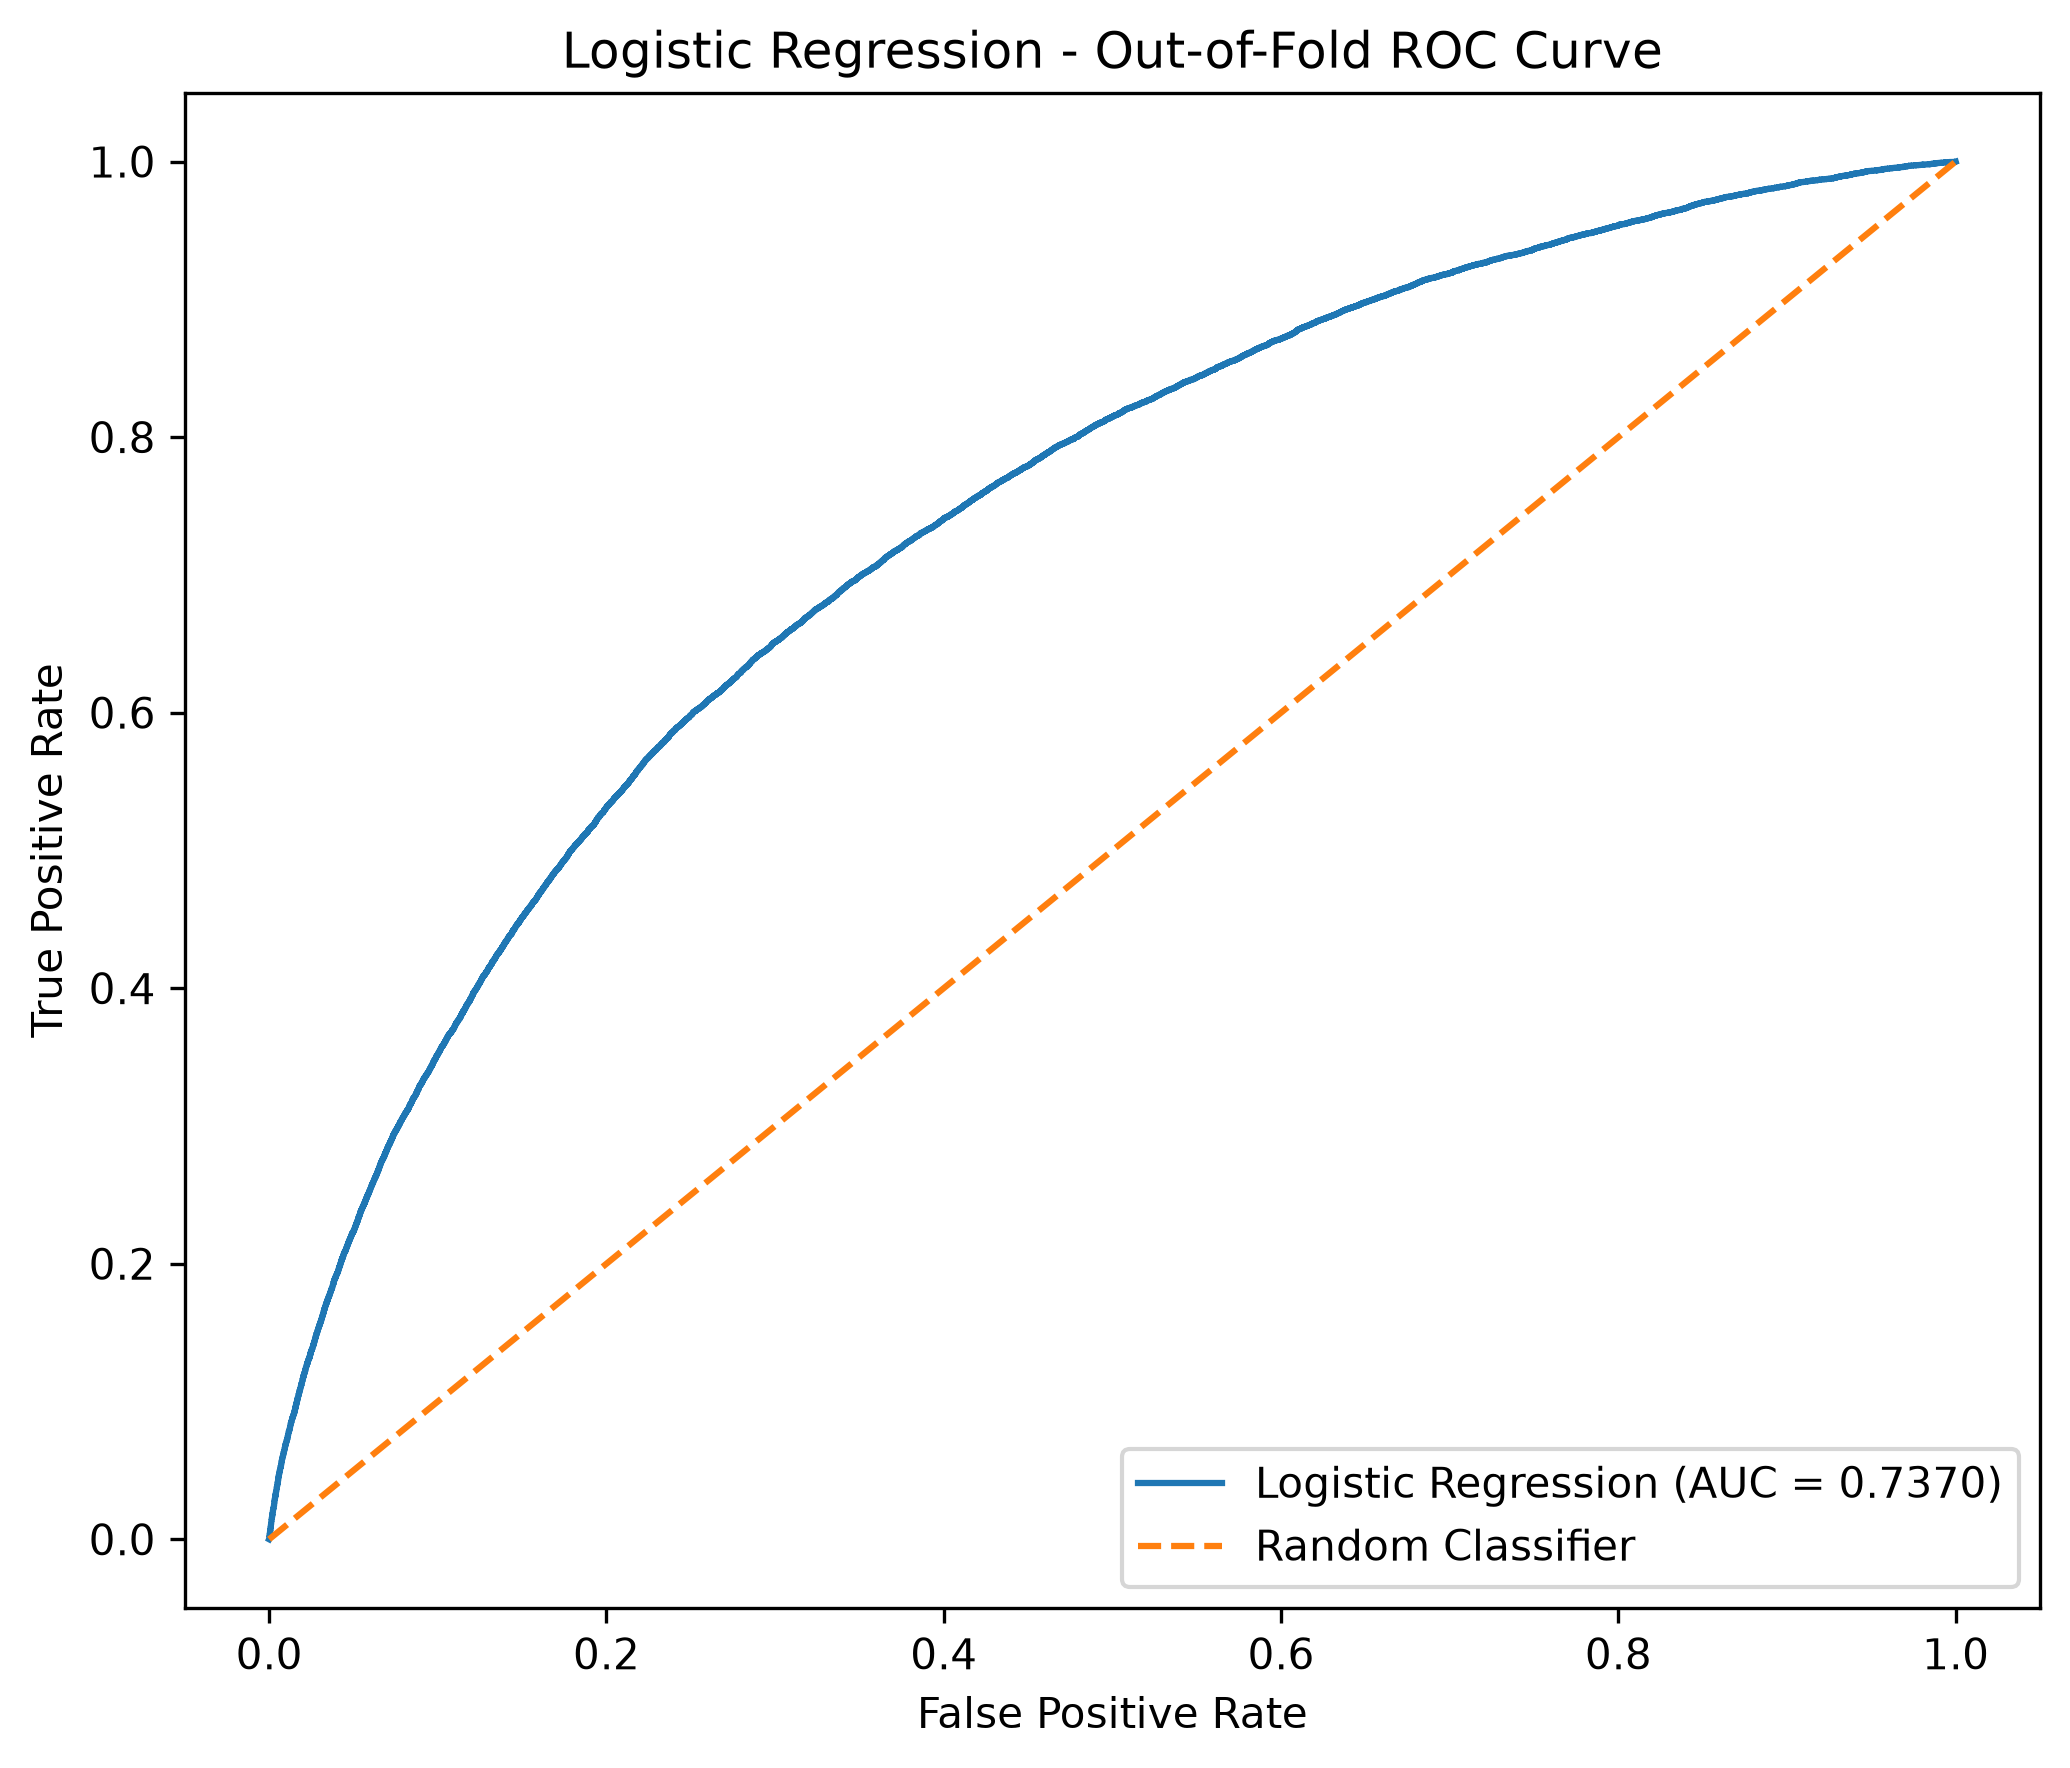 Logistic Regression - Out-of-Fold ROC Curve
True Positive Rate
1.0
0.8
0.6
0.4
0.2
0.0
Logistic Regression (AUC = 0.7370)
Random Classifier
0.0 0.2 0.4 0.6 0.8 1.0
False Positive Rate